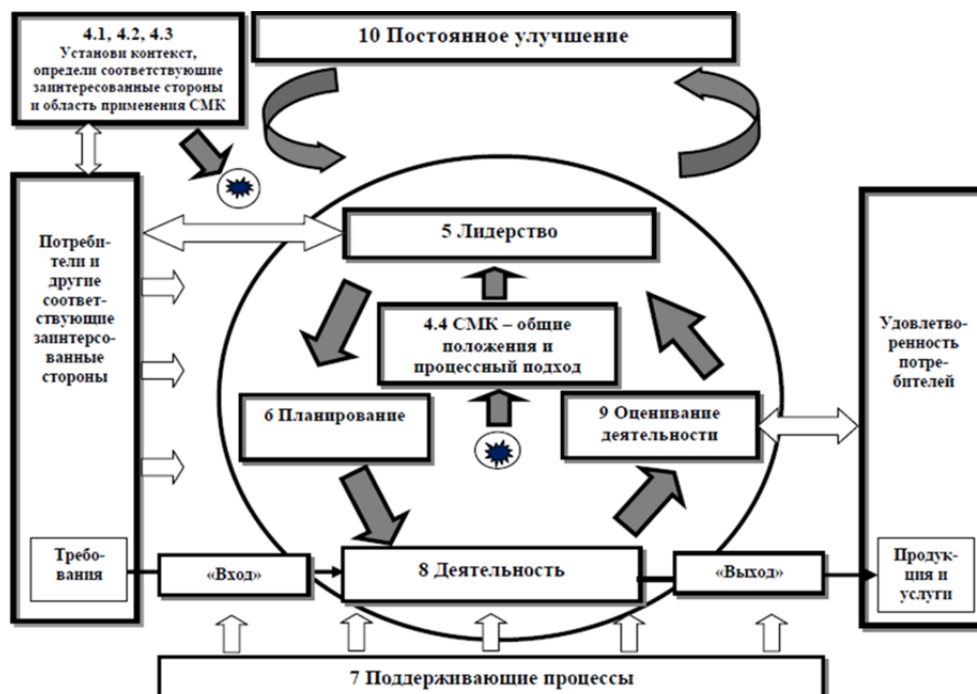 4.1, 4.2, 4.3
Установи контекст,
определи соответствующие
заинтересованные стороны
и область применения СМК
10 Постоянное улучшение
Потреби-
тели и
другие
соответ-
ствующие
заинтерсо-
ванные
стороны
5 Лидерство
4.4 СМК – общие
положения и
процессный подход
6 Планирование
9 Оценивание
деятельности
Удовлетво-
ренность
потре-
бителей
Требо-
вания
«Вход»
8 Деятельность
«Выход»
Продук-
ция и
услуги
7 Поддерживающие процессы